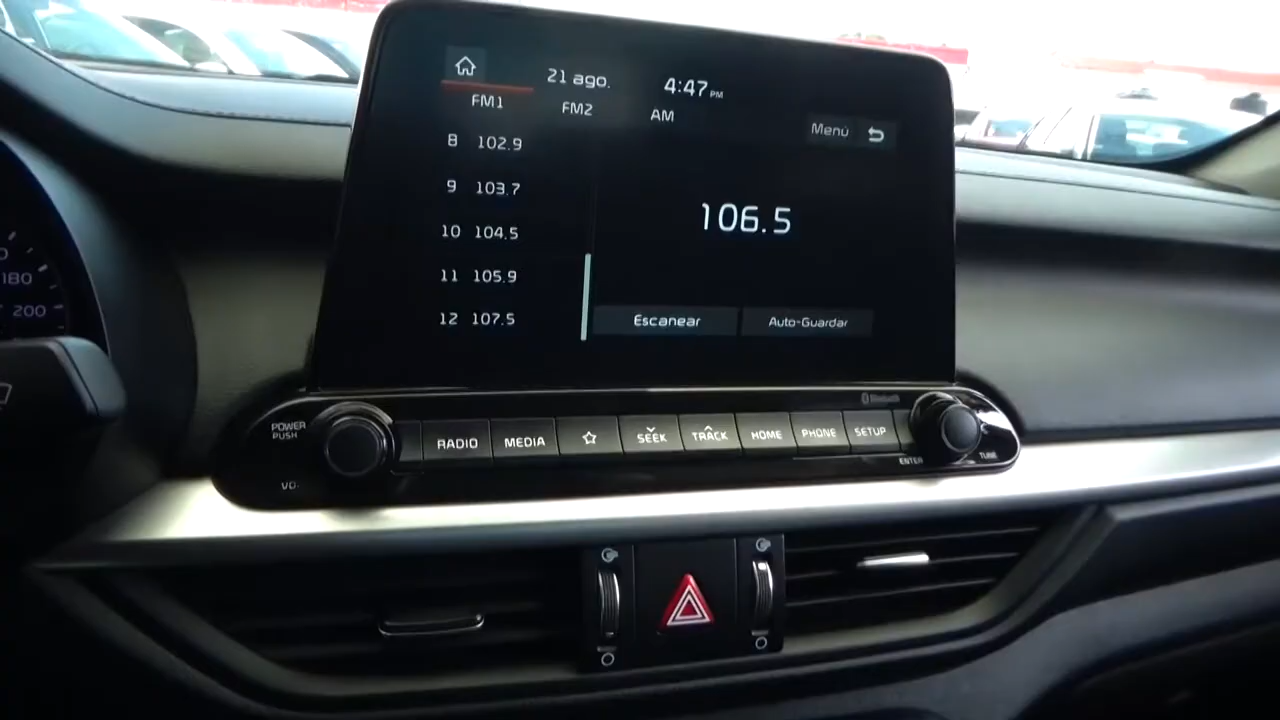 21 ago.
4:47 PM
FM1
FM2
AM
Menú
8 102.9
9 103.7
10 104.5
11 105.9
12 107.5
106.5
Escanear
Auto-Guardar
180
200
POWER
PUSH
RADIO
MEDIA
SEEK
TRACK
HOME
PHONE
SETUP
Bluetooth
ENTER
TUNE